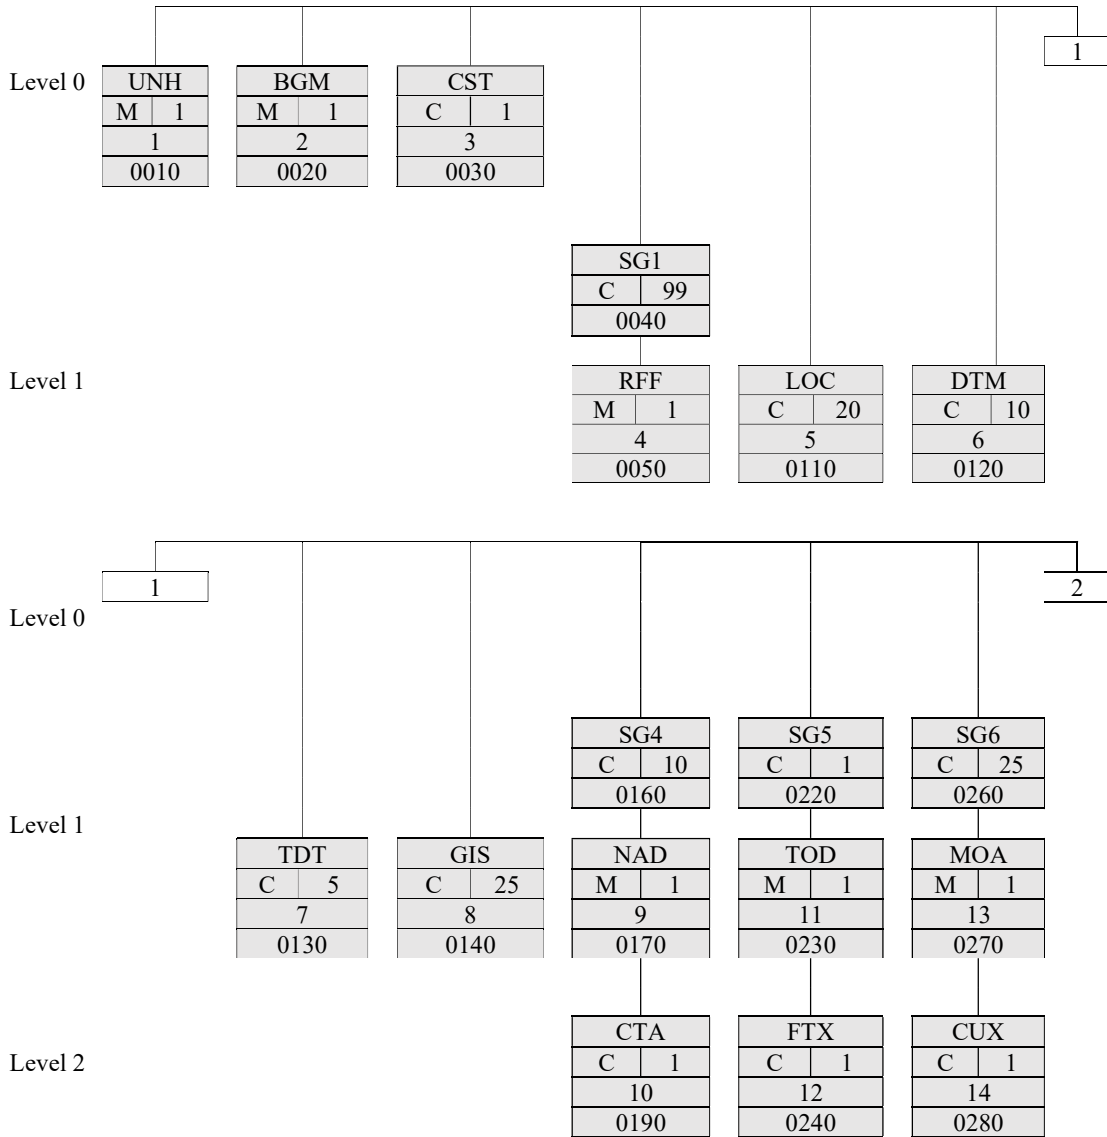 1
Level 0 UNH BGM CST
M 1 M 1 C 1
1 2 3
0010 0020 0030
SG1
C 99
0040
Level 1 RFF LOC DTM
M 1 C 20 C 10
4 5 6
0050 0110 0120
1 2
Level 0
SG4 SG5 SG6
C 10 C 1 C 25
0160 0220 0260
Level 1
TDT GIS NAD TOD MOA
C 5 C 25 M 1 M 1 M 1
7 8 9 11 13
0130 0140 0170 0230 0270
CTA FTX CUX
Level 2 C 1 C 1 C 1
10 12 14
0190 0240 0280